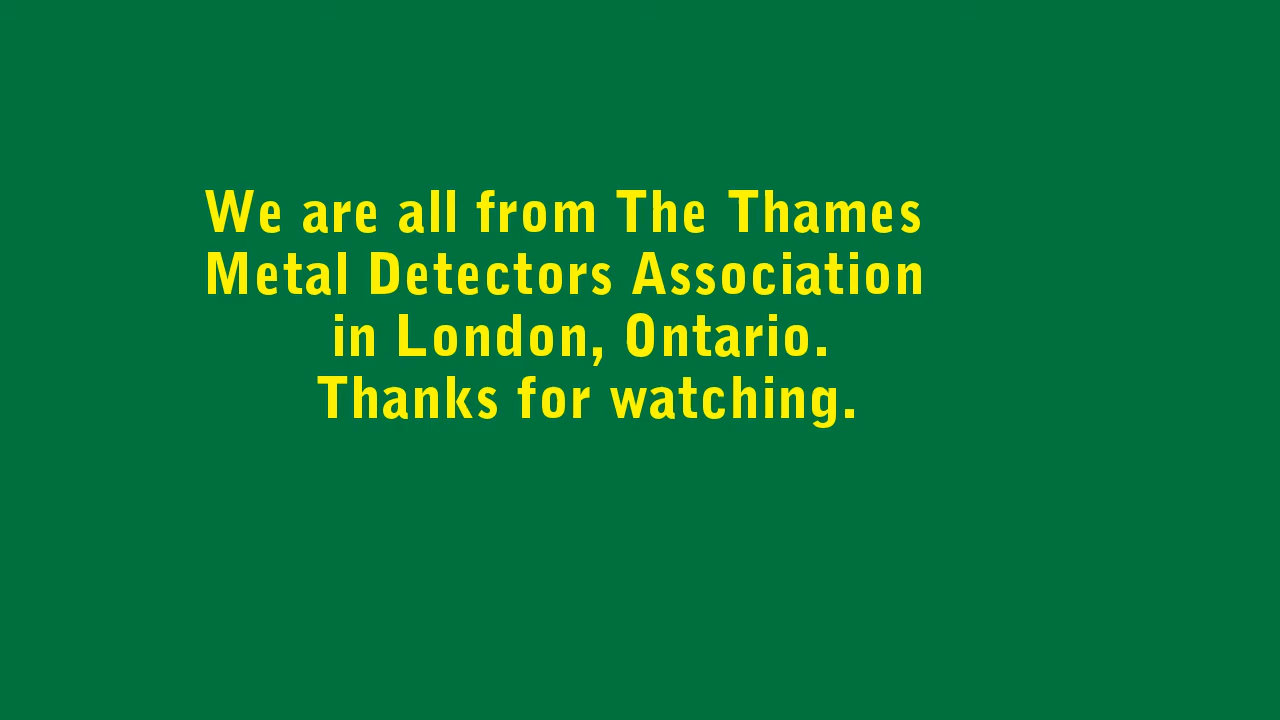 We are all from The Thames
Metal Detectors Association
in London, Ontario.
Thanks for watching.